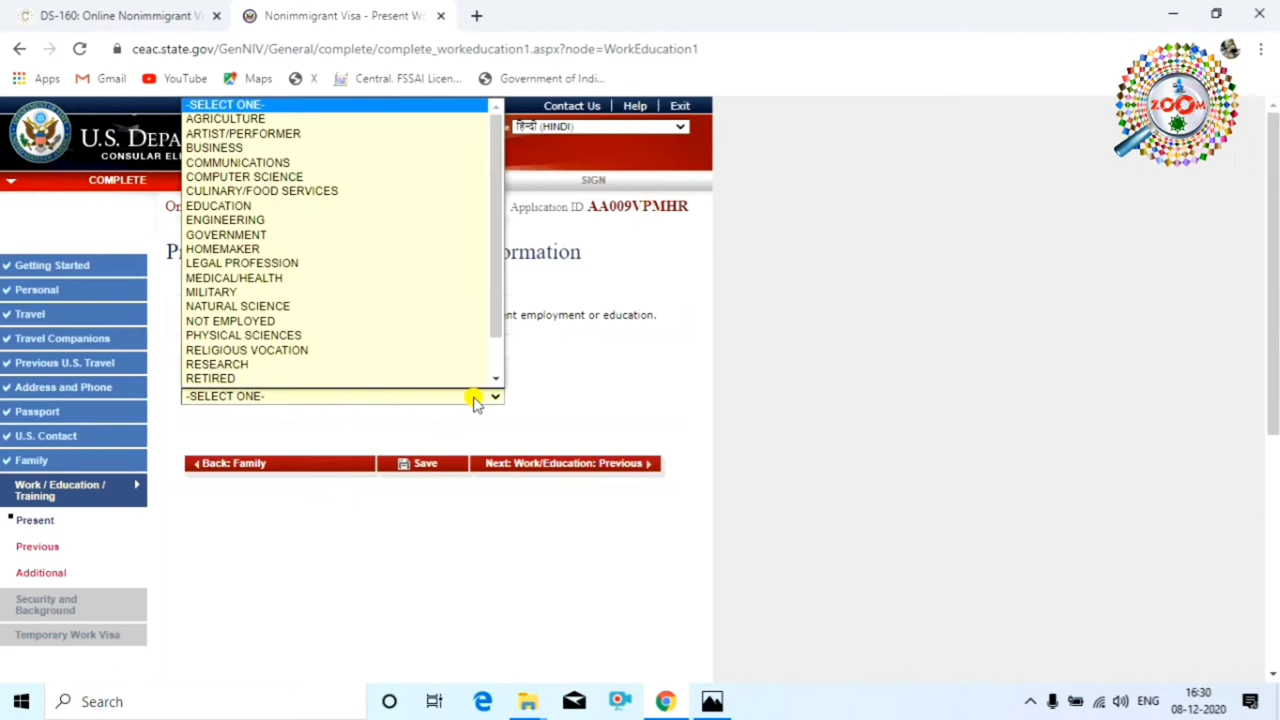 DS-160: Online Nonimmigrant V
Nonimmigrant Visa - Present Wo
ceac.state.gov/GenNIV/General/complete/complete_workeducation1.aspx?node=WorkEducation1
Apps
Gmail
YouTube
Maps
X
Central. FSSAI Licen...
Government of Indi...
ZOOM
U.S. DEPA
CONSULAR EL
Contact Us
Help
Exit
हिन्दी (HINDI)
COMPLETE
SIGN
On
Application ID AA009VPMHR
P
ormation
nt employment or education.
-SELECT ONE-
AGRICULTURE
ARTIST/PERFORMER
BUSINESS
COMMUNICATIONS
COMPUTER SCIENCE
CULINARY/FOOD SERVICES
EDUCATION
ENGINEERING
GOVERNMENT
HOMEMAKER
LEGAL PROFESSION
MEDICAL/HEALTH
MILITARY
NATURAL SCIENCE
NOT EMPLOYED
PHYSICAL SCIENCES
RELIGIOUS VOCATION
RESEARCH
RETIRED
-SELECT ONE-
Back: Family
Save
Next: Work/Education: Previous
Getting Started
Personal
Travel
Travel Companions
Previous U.S. Travel
Address and Phone
Passport
U.S. Contact
Family
Work / Education /
Training
Present
Previous
Additional
Security and
Background
Temporary Work Visa
Search
ENG
16:30
08-12-2020